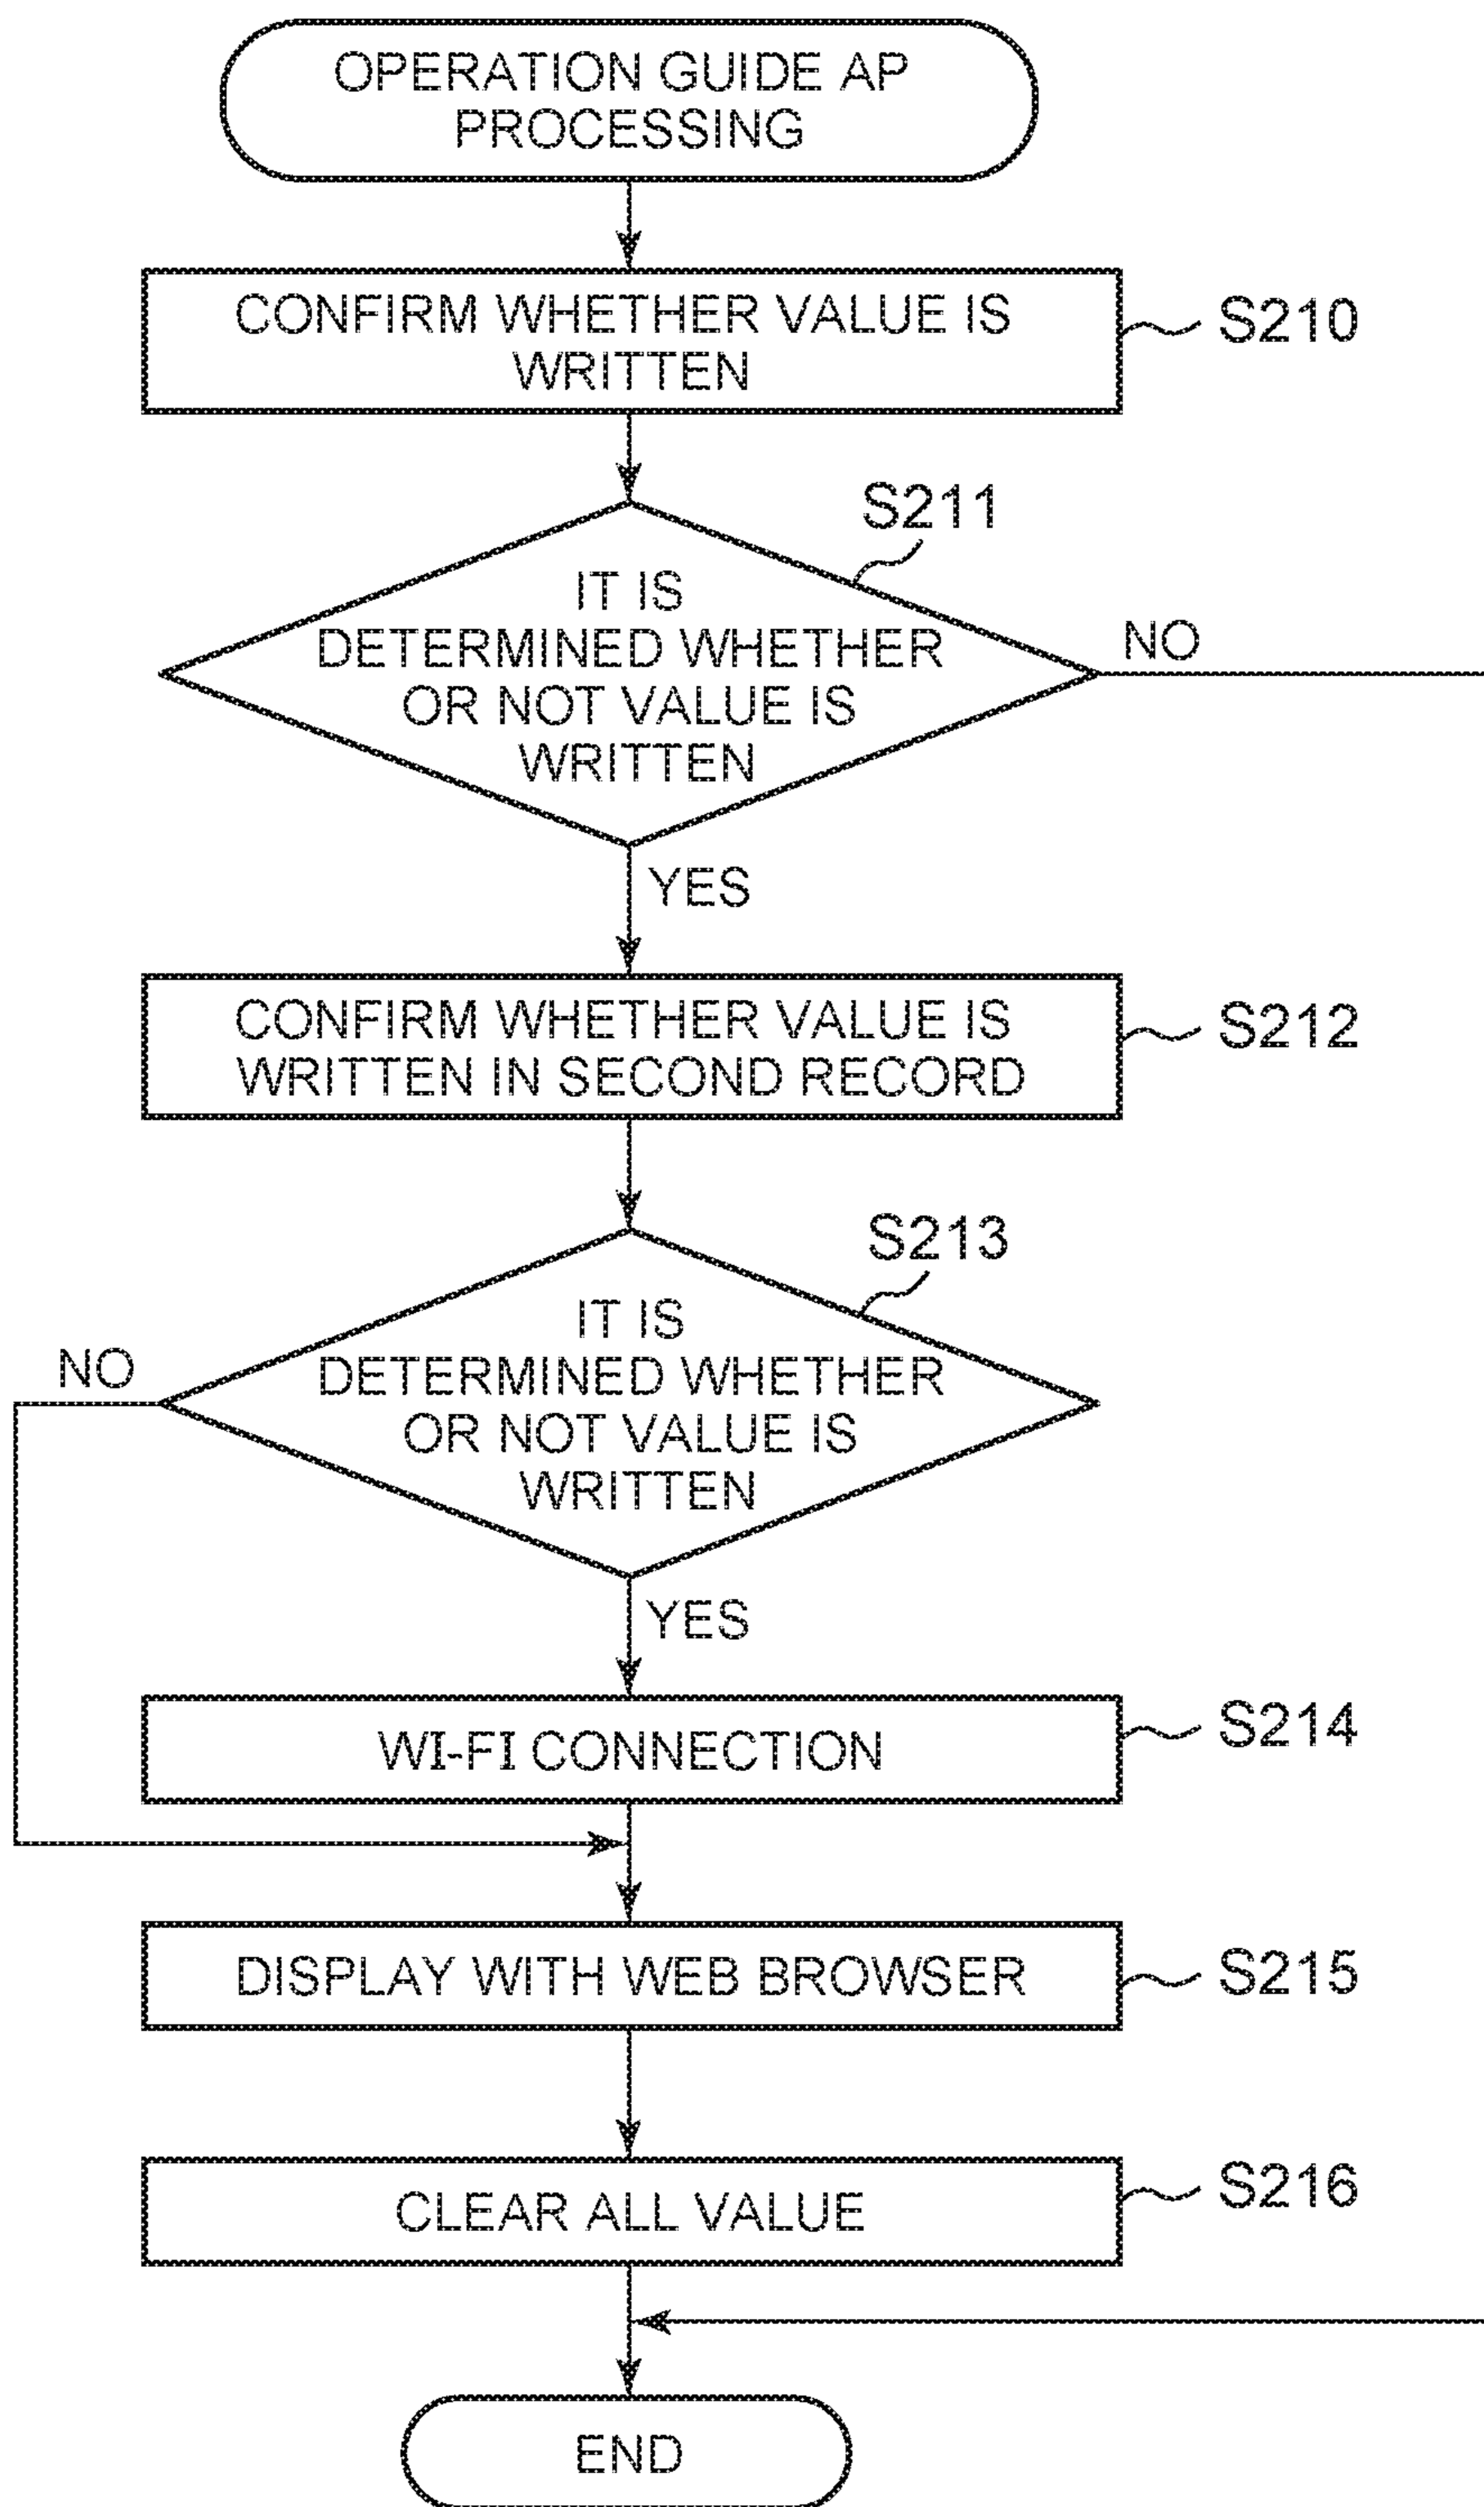 OPERATION GUIDE AP
PROCESSING
CONFIRM WHETHER VALUE IS
WRITTEN
S210
S211
IT IS
DETERMINED WHETHER
OR NOT VALUE IS
WRITTEN
NO
YES
CONFIRM WHETHER VALUE IS
WRITTEN IN SECOND RECORD
S212
S213
IT IS
DETERMINED WHETHER
OR NOT VALUE IS
WRITTEN
NO
YES
WI-FI CONNECTION
S214
DISPLAY WITH WEB BROWSER
S215
CLEAR ALL VALUE
S216
END